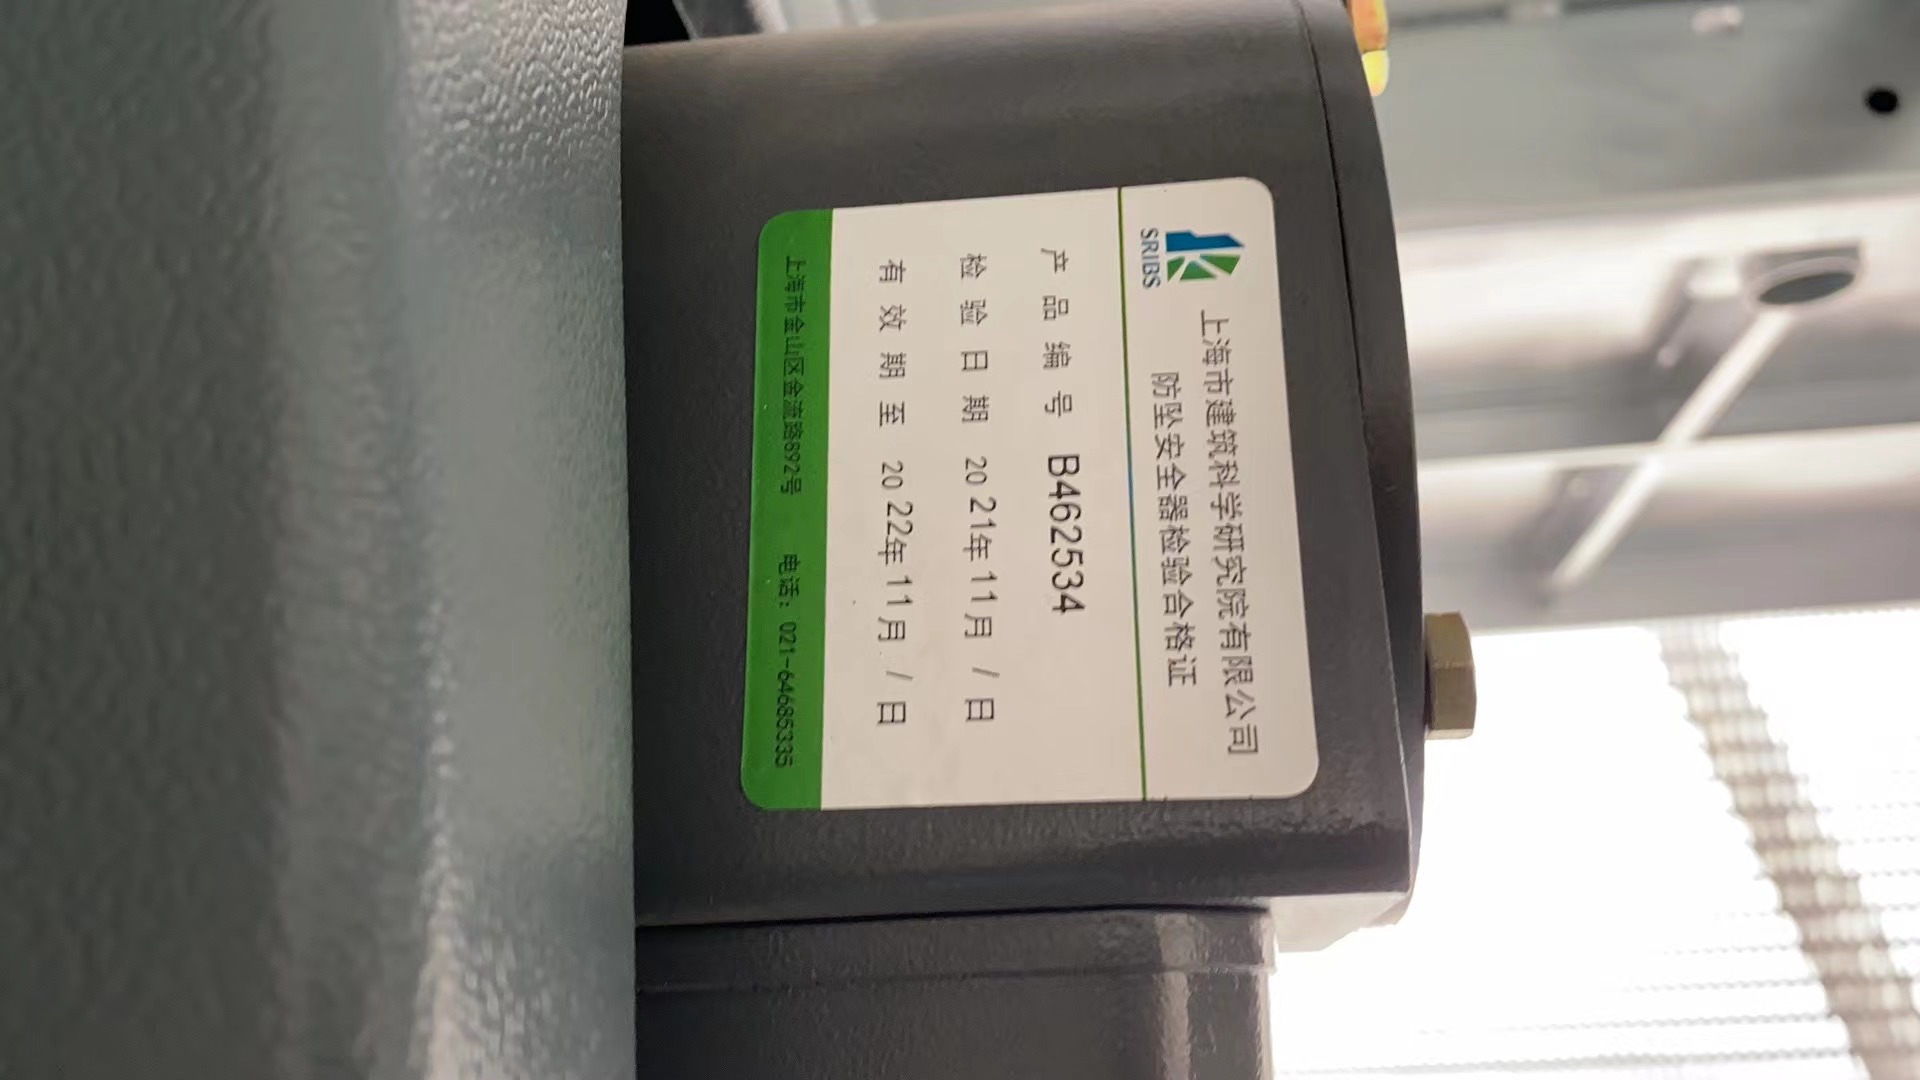 SRIBS
上海市建筑科学研究院有限公司
防坠安全器检验合格证
产品编号 B462534
检验日期 2021年11月 / 日
有效期至 2022年11月 / 日
上海市金山区金流路892号 电话：021-64685335